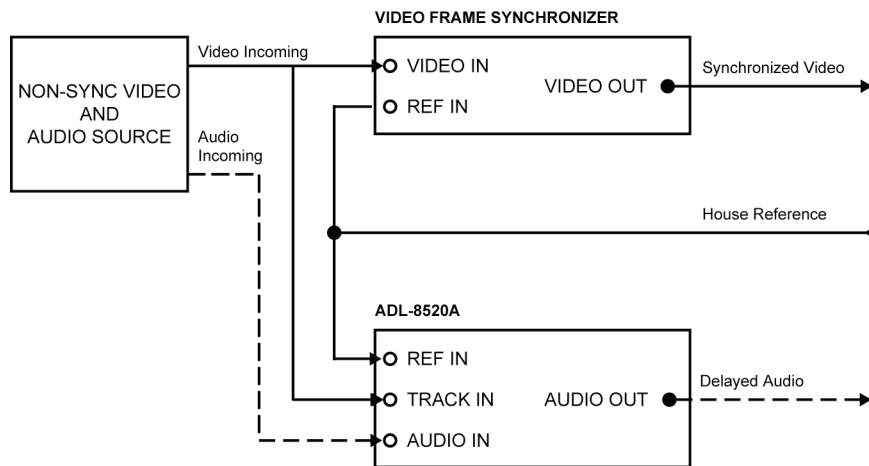 VIDEO FRAME SYNCHRONIZER
NON-SYNC VIDEO
AND
AUDIO SOURCE
Video Incoming
Audio
Incoming
VIDEO IN
REF IN
VIDEO OUT
Synchronized Video
House Reference
ADL-8520A
REF IN
TRACK IN
AUDIO IN
AUDIO OUT
Delayed Audio